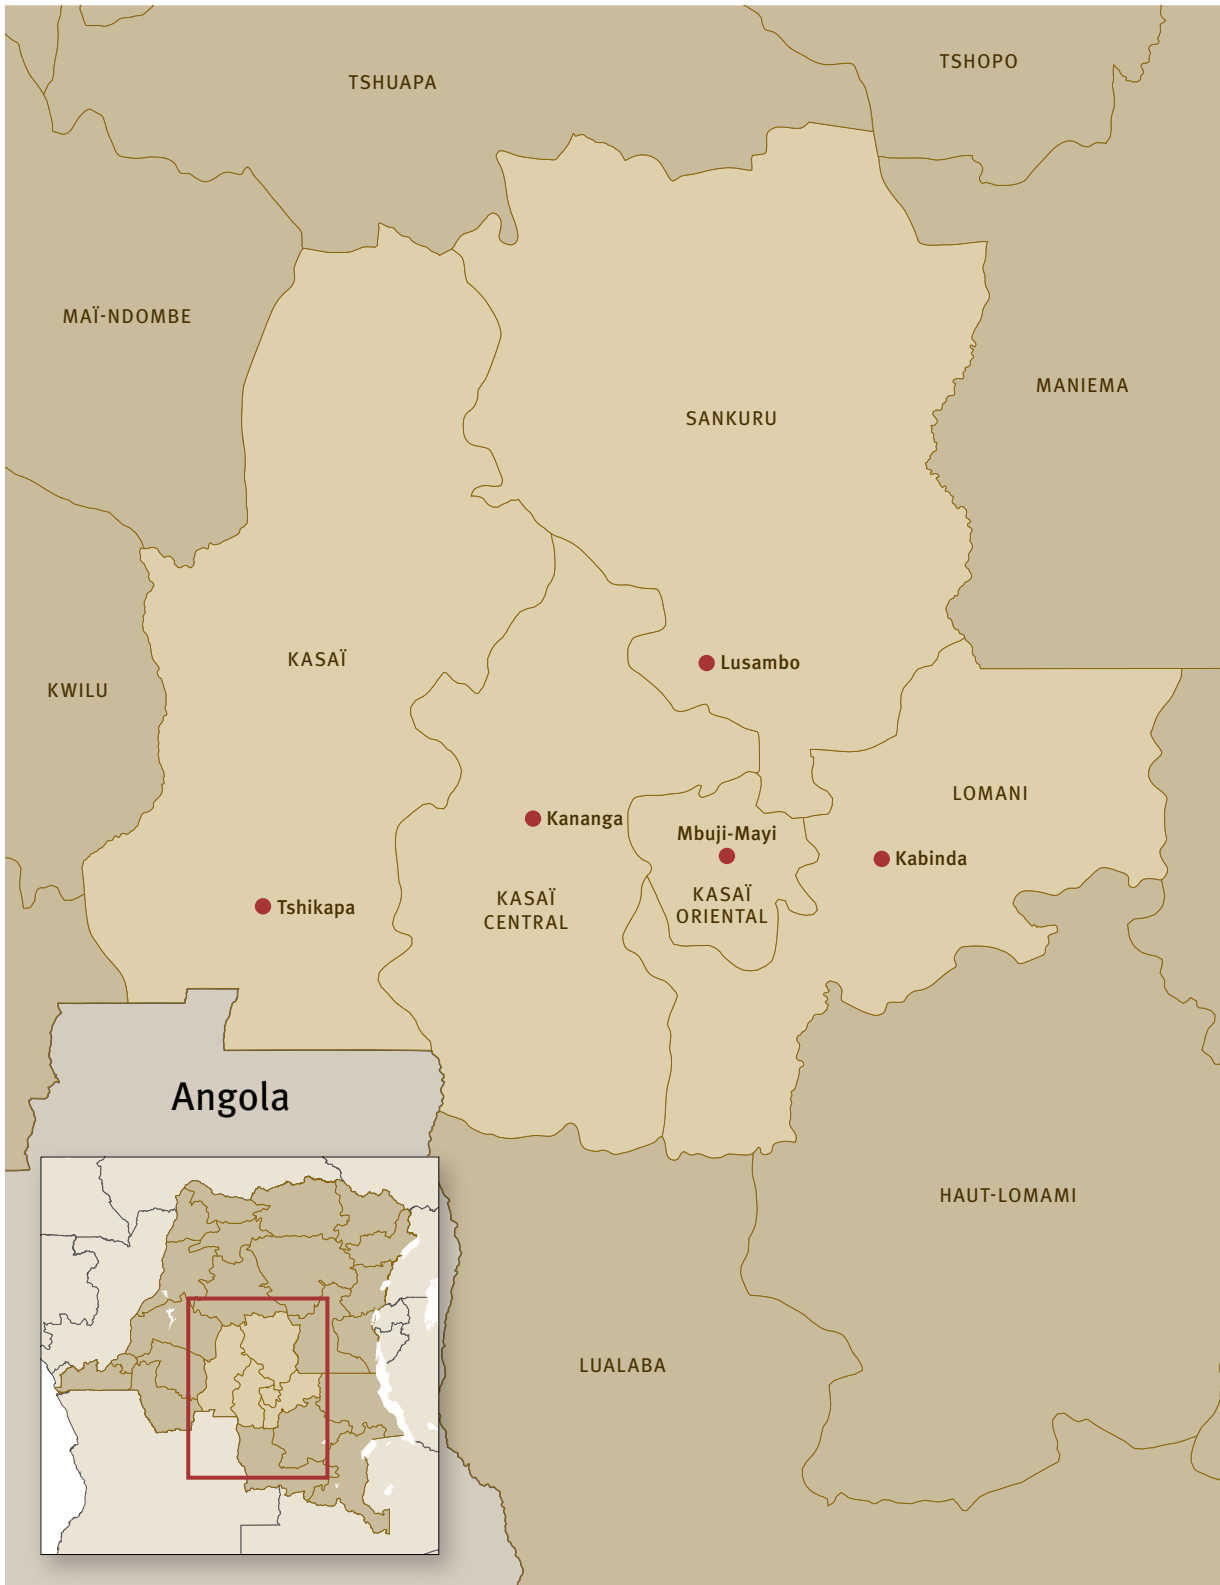 TSHOPO
TSHUAPA
MAÏ-NDOMBE
MANIEMA
SANKURU
KASAÏ
Lusambo
KWILU
LOMANI
Kananga
Mbuji-Mayi
Kabinda
KASAÏ
ORIENTAL
KASAÏ
CENTRAL
Tshikapa
Angola
HAUT-LOMAMI
LUALABA